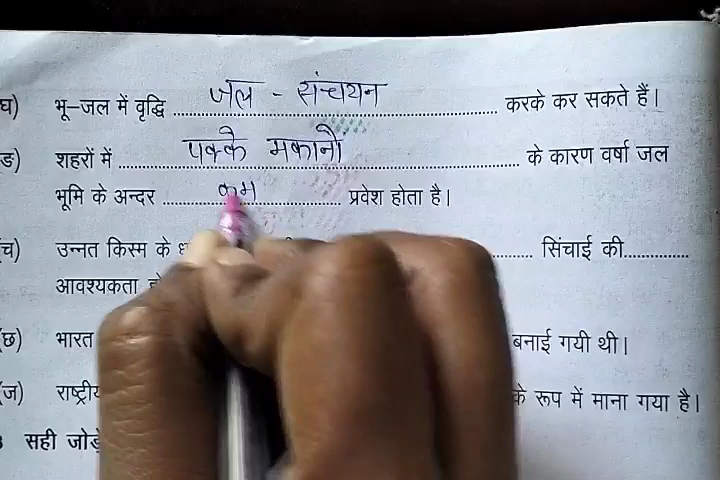 घ) भू-जल में वृद्धि जल - संच्चयन करके कर सकते हैं।
ङ) शहरों में पक्के मकानों के कारण वर्षा जल
भूमि के अन्दर कम प्रवेश होता है।
(च) उन्नत किस्म के सिंचाई की
आवश्यकता
(छ) भारत बनाई गयी थी।
(ज) राष्ट्रीय के रूप में माना गया है।
सही जोड़े